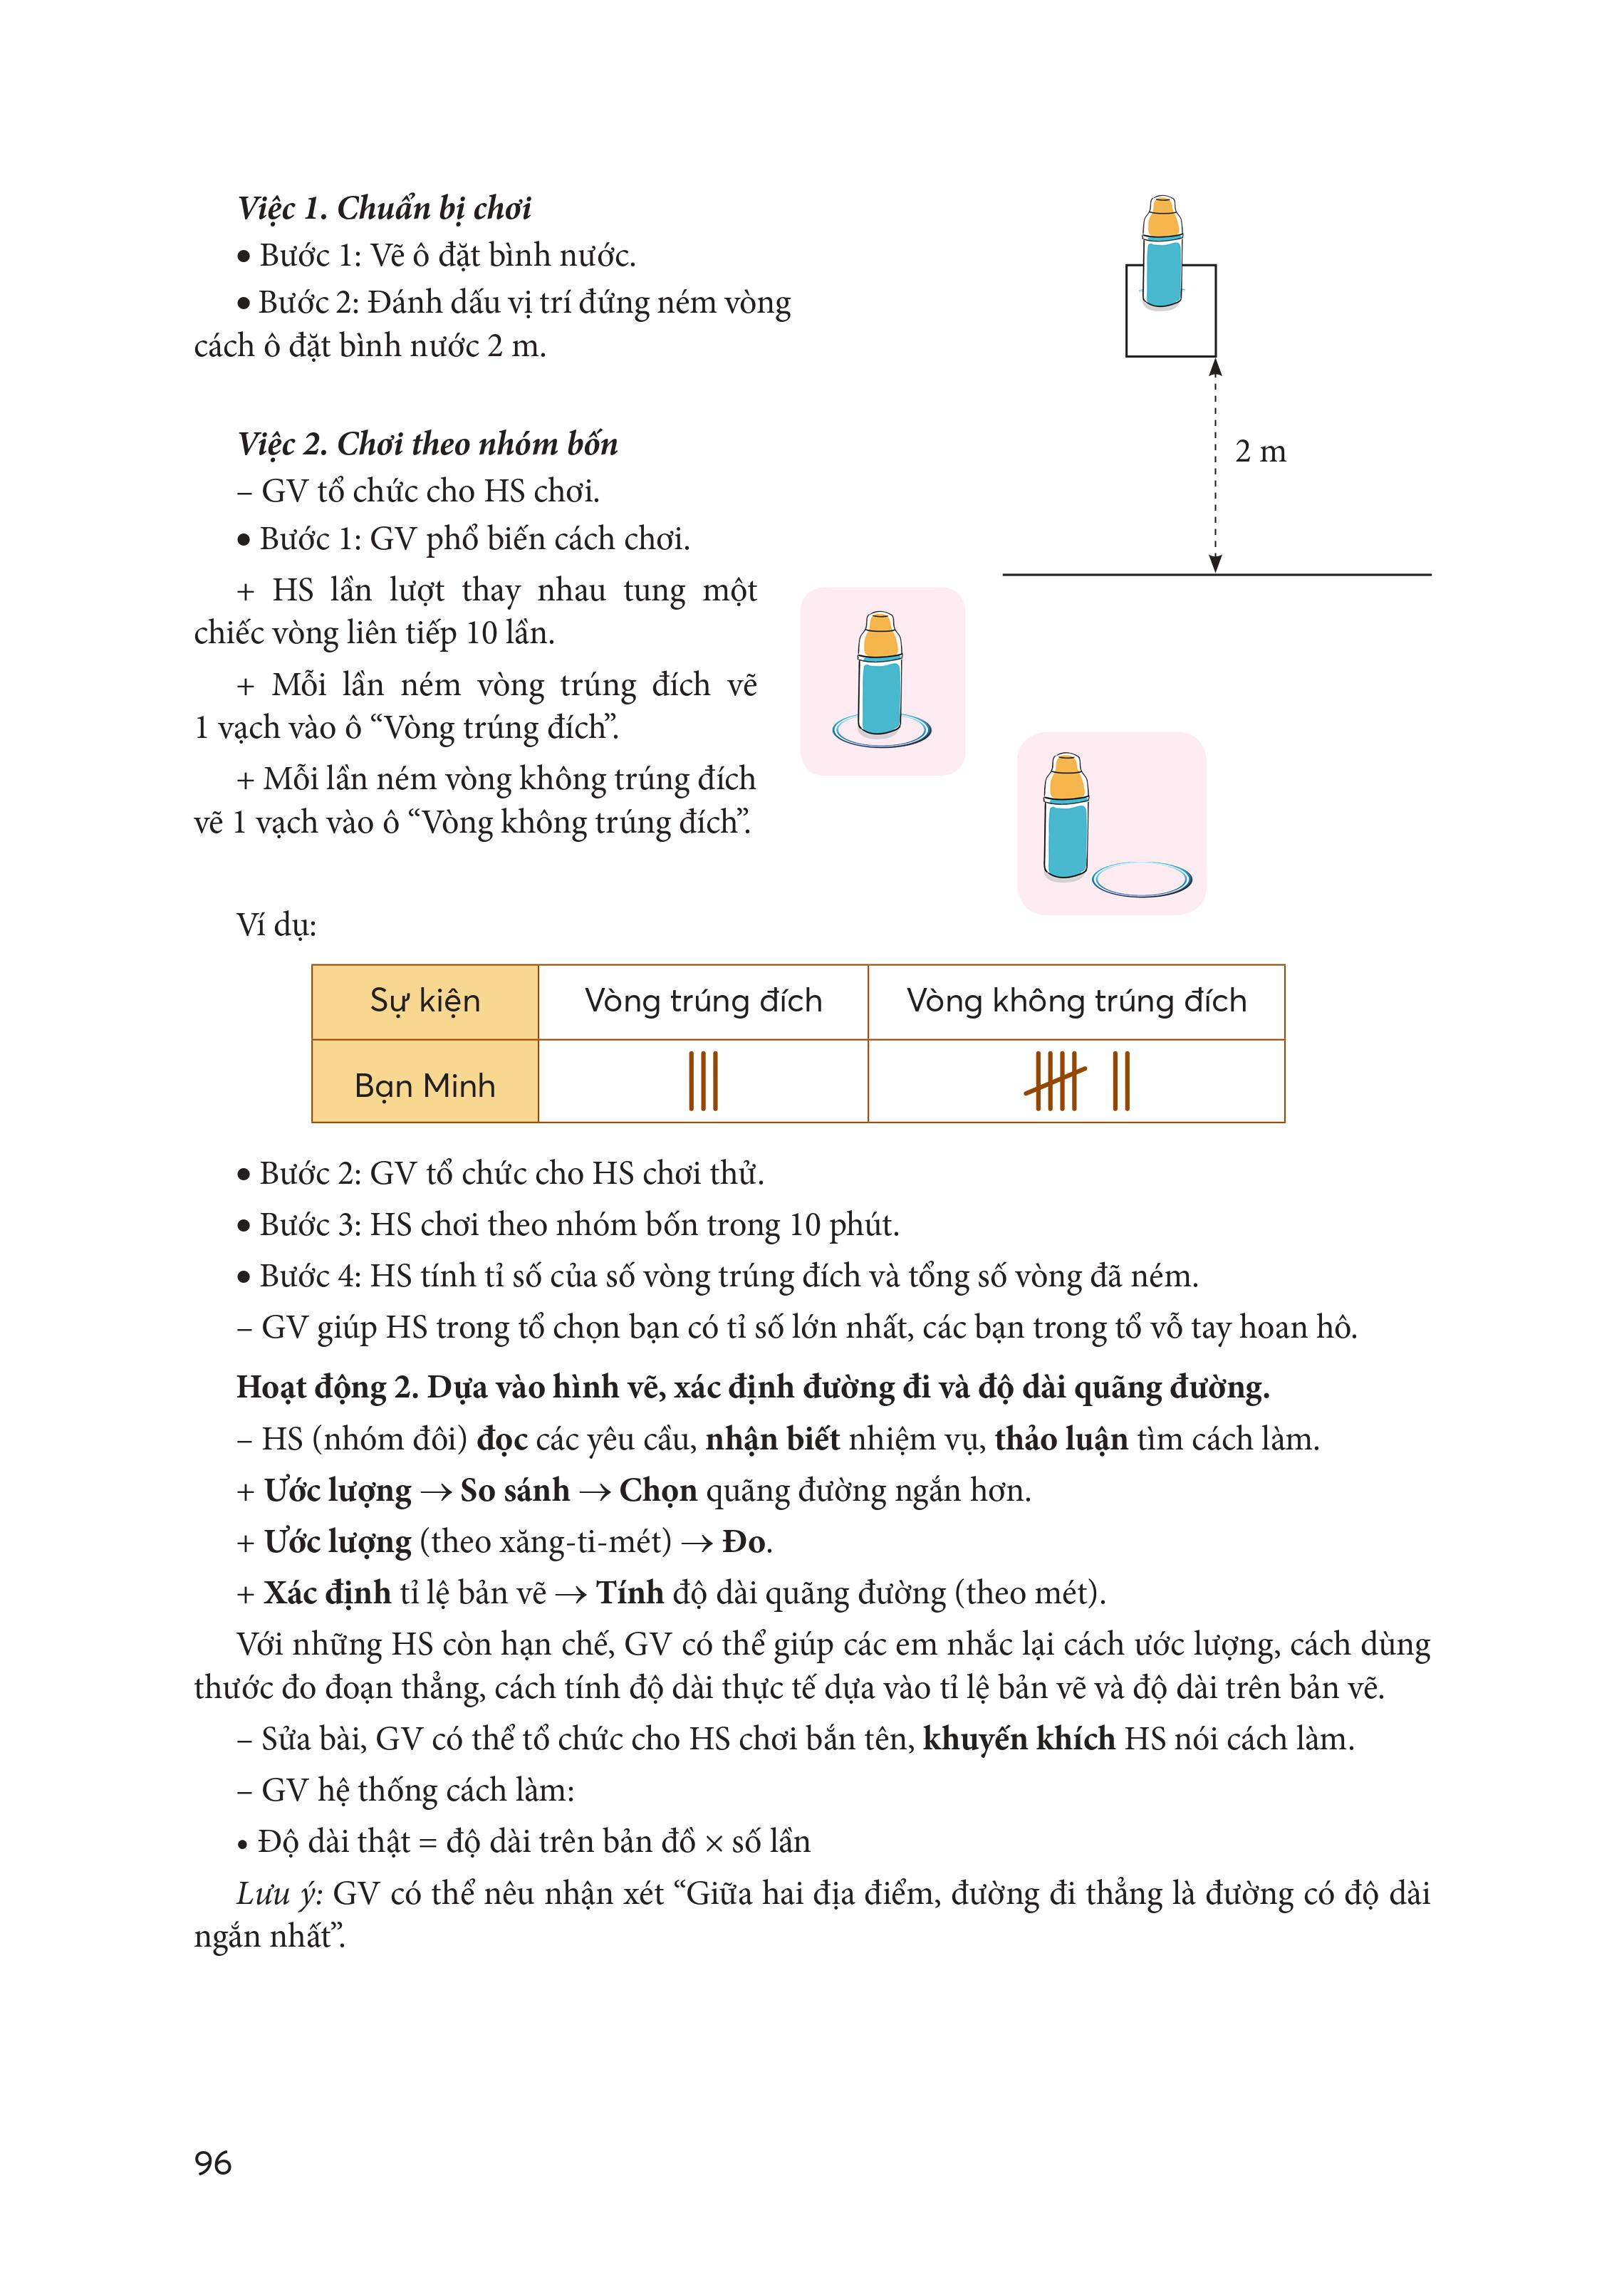 Việc 1. Chuẩn bị chơi
• Bước 1: Vẽ ô đặt bình nước.
• Bước 2: Đánh dấu vị trí đứng ném vòng
cách ô đặt bình nước 2 m.
2 m
Việc 2. Chơi theo nhóm bốn
– GV tổ chức cho HS chơi.
• Bước 1: GV phổ biến cách chơi.
+ HS lần lượt thay nhau tung một
chiếc vòng liên tiếp 10 lần.
+ Mỗi lần ném vòng trúng đích vẽ
1 vạch vào ô “Vòng trúng đích”.
+ Mỗi lần ném vòng không trúng đích
vẽ 1 vạch vào ô “Vòng không trúng đích”.
Ví dụ:
Sự kiện Vòng trúng đích Vòng không trúng đích
Bạn Minh
• Bước 2: GV tổ chức cho HS chơi thử.
• Bước 3: HS chơi theo nhóm bốn trong 10 phút.
• Bước 4: HS tính tỉ số của số vòng trúng đích và tổng số vòng đã ném.
– GV giúp HS trong tổ chọn bạn có tỉ số lớn nhất, các bạn trong tổ vỗ tay hoan hô.
Hoạt động 2. Dựa vào hình vẽ, xác định đường đi và độ dài quãng đường.
– HS (nhóm đôi) đọc các yêu cầu, nhận biết nhiệm vụ, thảo luận tìm cách làm.
+ Ước lượng → So sánh → Chọn quãng đường ngắn hơn.
+ Ước lượng (theo xăng-ti-mét) → Đo.
+ Xác định tỉ lệ bản vẽ → Tính độ dài quãng đường (theo mét).
Với những HS còn hạn chế, GV có thể giúp các em nhắc lại cách ước lượng, cách dùng
thước đo đoạn thẳng, cách tính độ dài thực tế dựa vào tỉ lệ bản vẽ và độ dài trên bản vẽ.
– Sửa bài, GV có thể tổ chức cho HS chơi bắn tên, khuyến khích HS nói cách làm.
– GV hệ thống cách làm:
• Độ dài thật = độ dài trên bản đồ × số lần
Lưu ý: GV có thể nêu nhận xét “Giữa hai địa điểm, đường đi thẳng là đường có độ dài
ngắn nhất”.
96